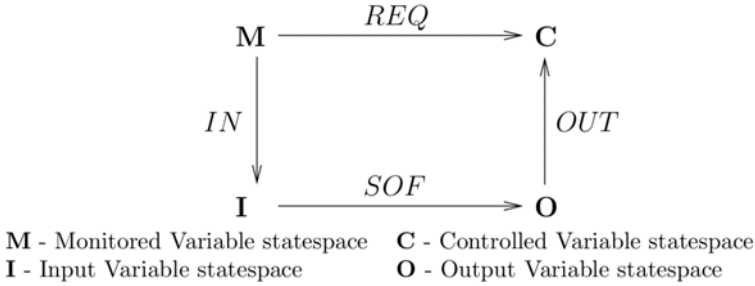 REQ
M C
IN OUT
SOF
I O
M - Monitored Variable statespace C - Controlled Variable statespace
I - Input Variable statespace O - Output Variable statespace